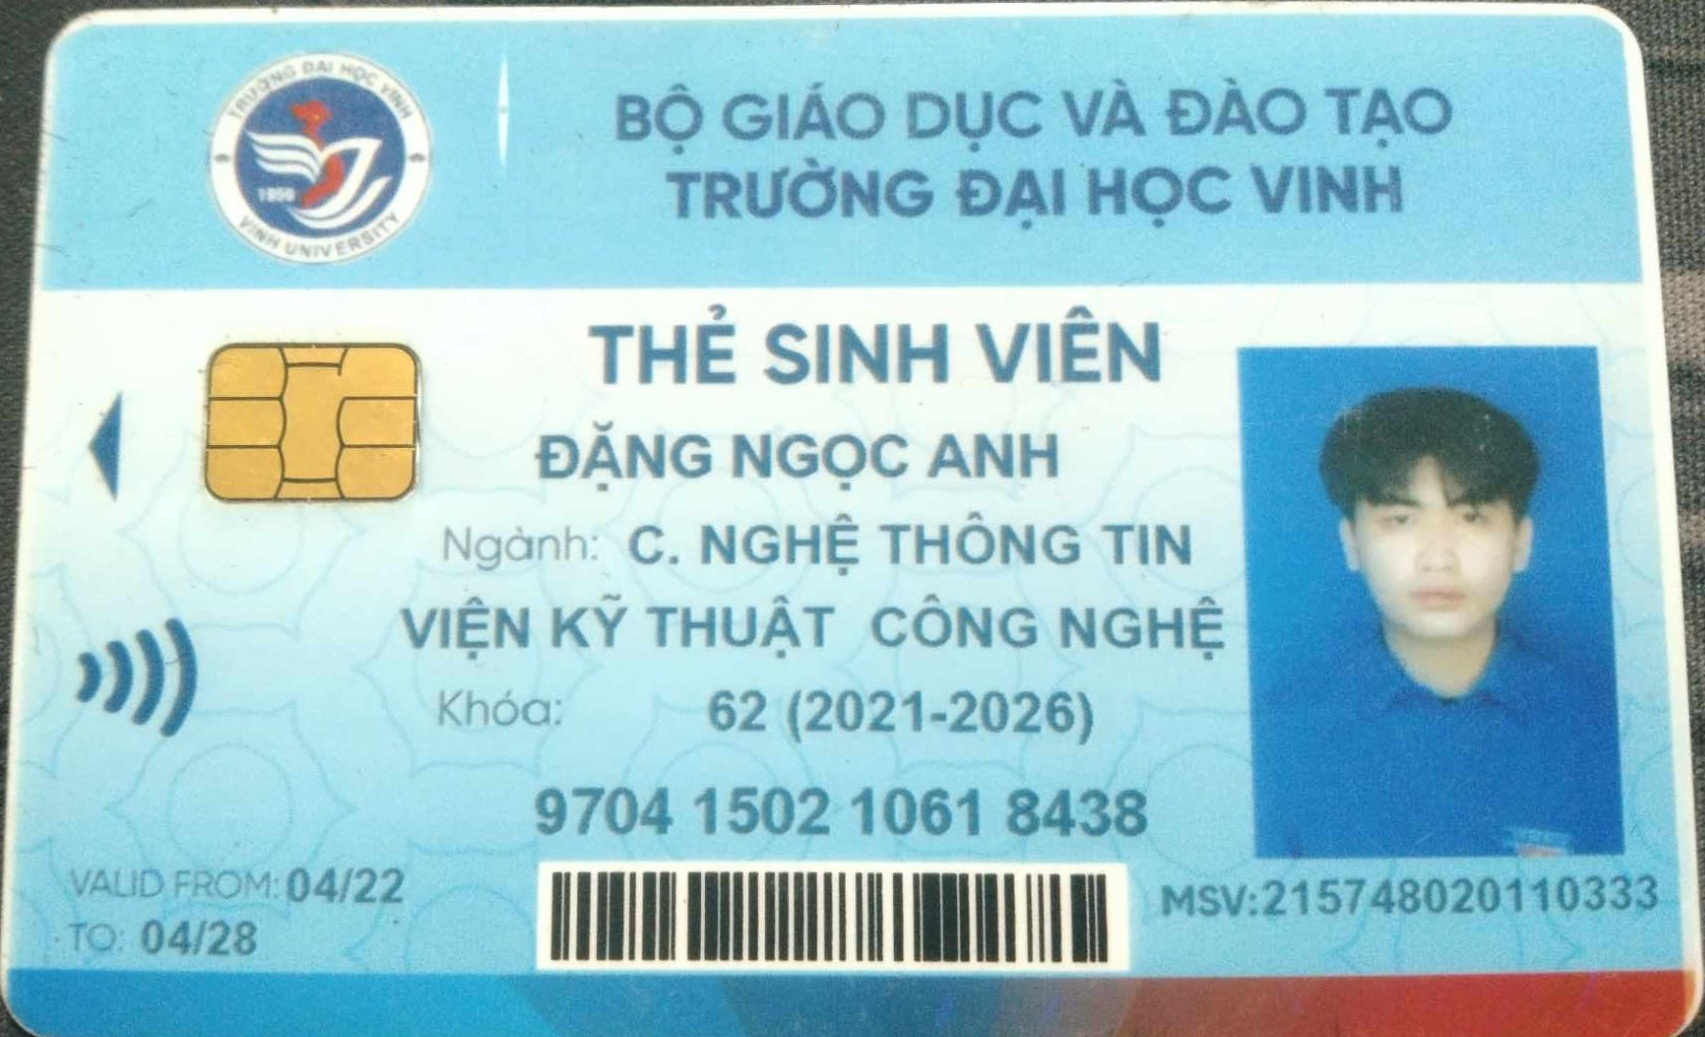 TRƯỜNG ĐẠI HỌC VINH
1959
VINH UNIVERSITY
BỘ GIÁO DỤC VÀ ĐÀO TẠO
TRƯỜNG ĐẠI HỌC VINH
THẺ SINH VIÊN
ĐẶNG NGỌC ANH
Ngành: C. NGHỆ THÔNG TIN
VIỆN KỸ THUẬT CÔNG NGHỆ
Khóa: 62 (2021-2026)
9704 1502 1061 8438
VALID FROM: 04/22
TO: 04/28
MSV:215748020110333